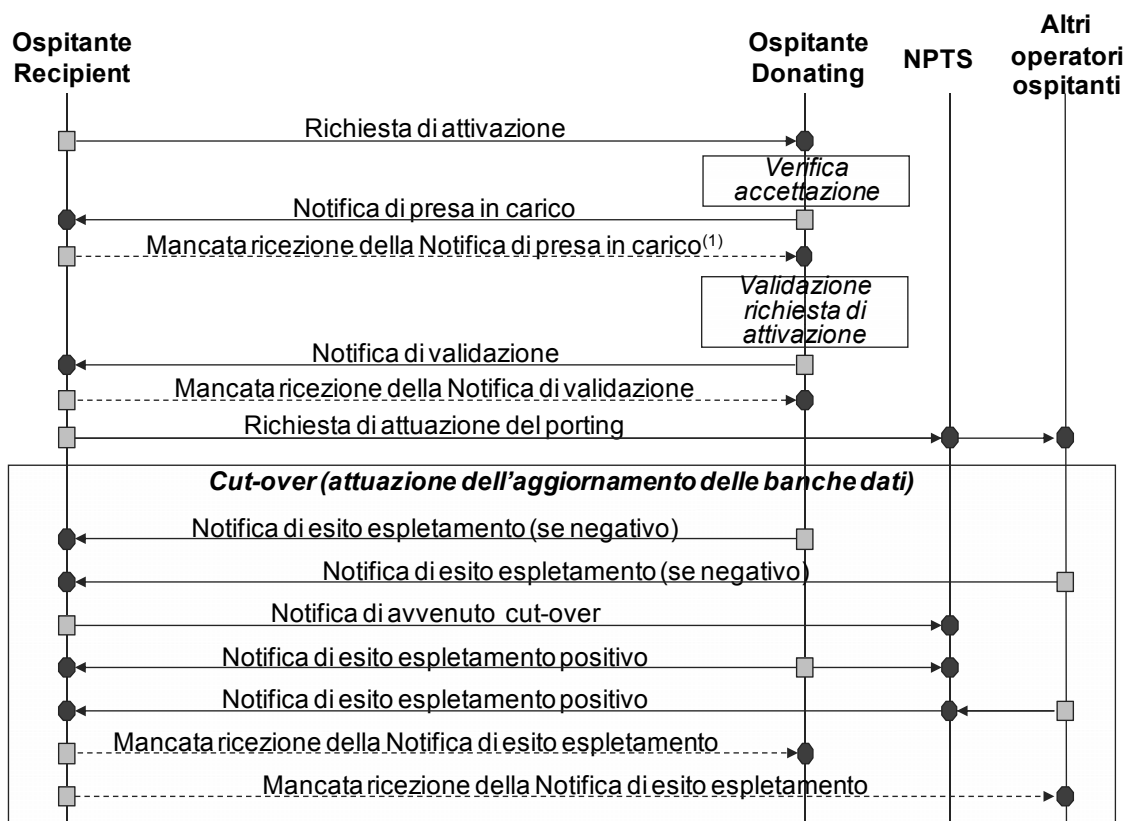 Ospitante
Recipient
Ospitante
Donating
NPTS
Altri
operatori
ospitanti
Richiesta di attivazione
Verifica
accettazione
Notifica di presa in carico
Mancata ricezione della Notifica di presa in carico(1)
Validazione
richiesta di
attivazione
Notifica di validazione
Mancata ricezione della Notifica di validazione
Richiesta di attuazione del porting
Cut-over (attuazione dell'aggiornamento delle banche dati)
Notifica di esito espletamento (se negativo)
Notifica di esito espletamento (se negativo)
Notifica di avvenuto cut-over
Notifica di esito espletamento positivo
Notifica di esito espletamento positivo
Mancata ricezione della Notifica di esito espletamento
Mancata ricezione della Notifica di esito espletamento